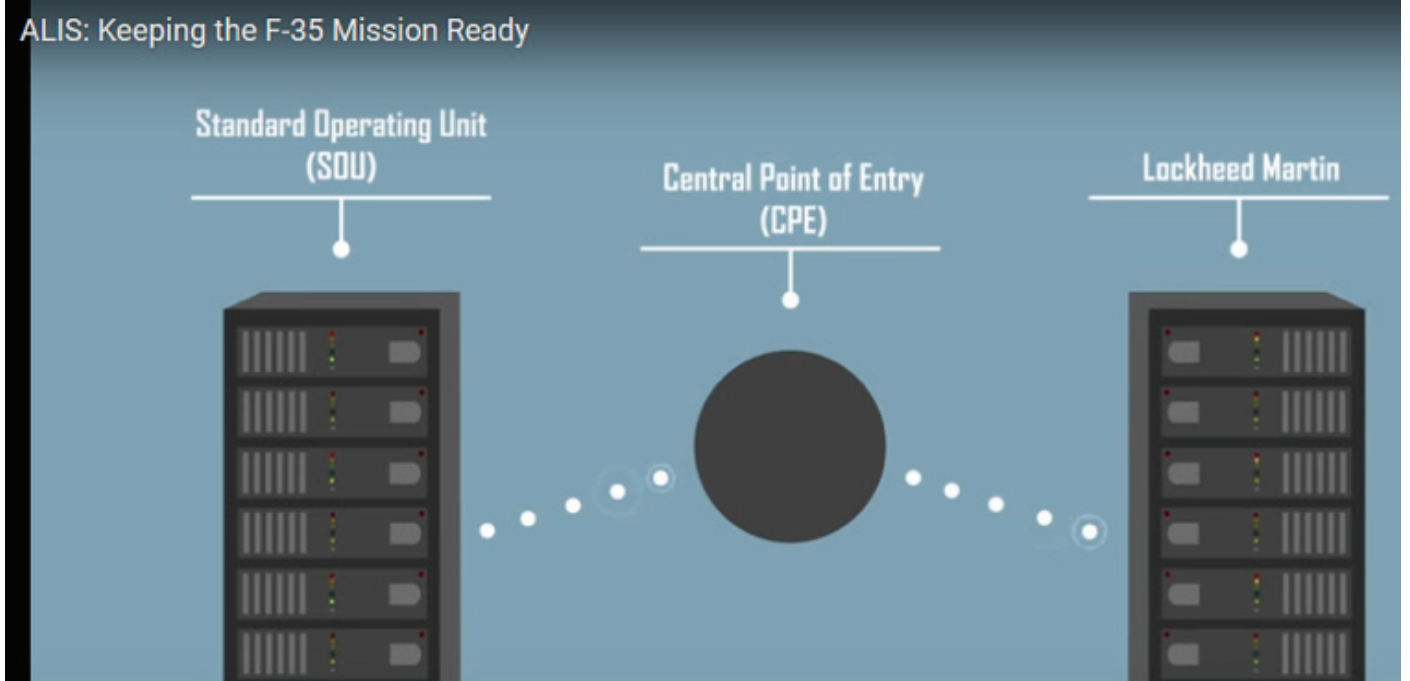 ALIS: Keeping the F-35 Mission Ready
Standard Operating Unit
(SOU)
Central Point of Entry
(CPE)
Lockheed Martin